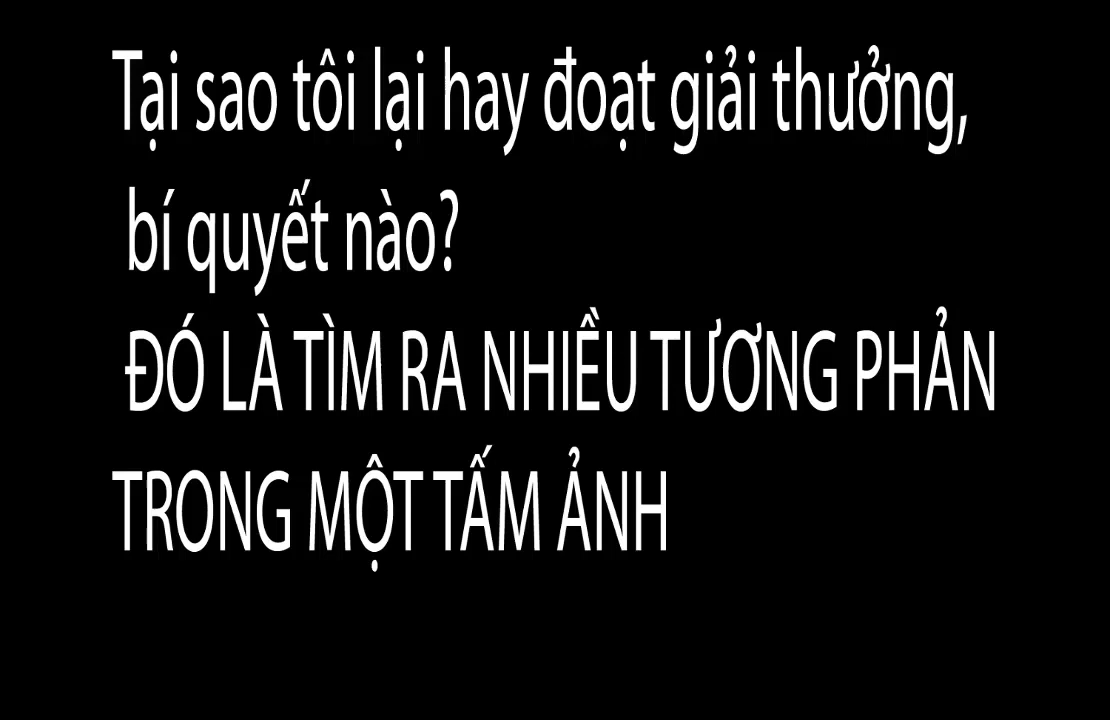 Tại sao tôi lại hay đoạt giải thưởng,
bí quyết nào?
ĐÓ LÀ TÌM RA NHIỀU TƯƠNG PHẢN
TRONG MỘT TẤM ẢNH